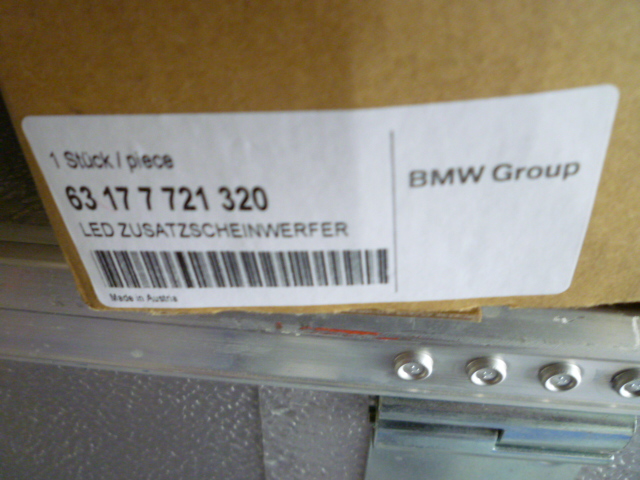 1 Stück / piece
63 17 7 721 320
LED ZUSATZSCHEINWERFER
Made in Austria
BMW Group